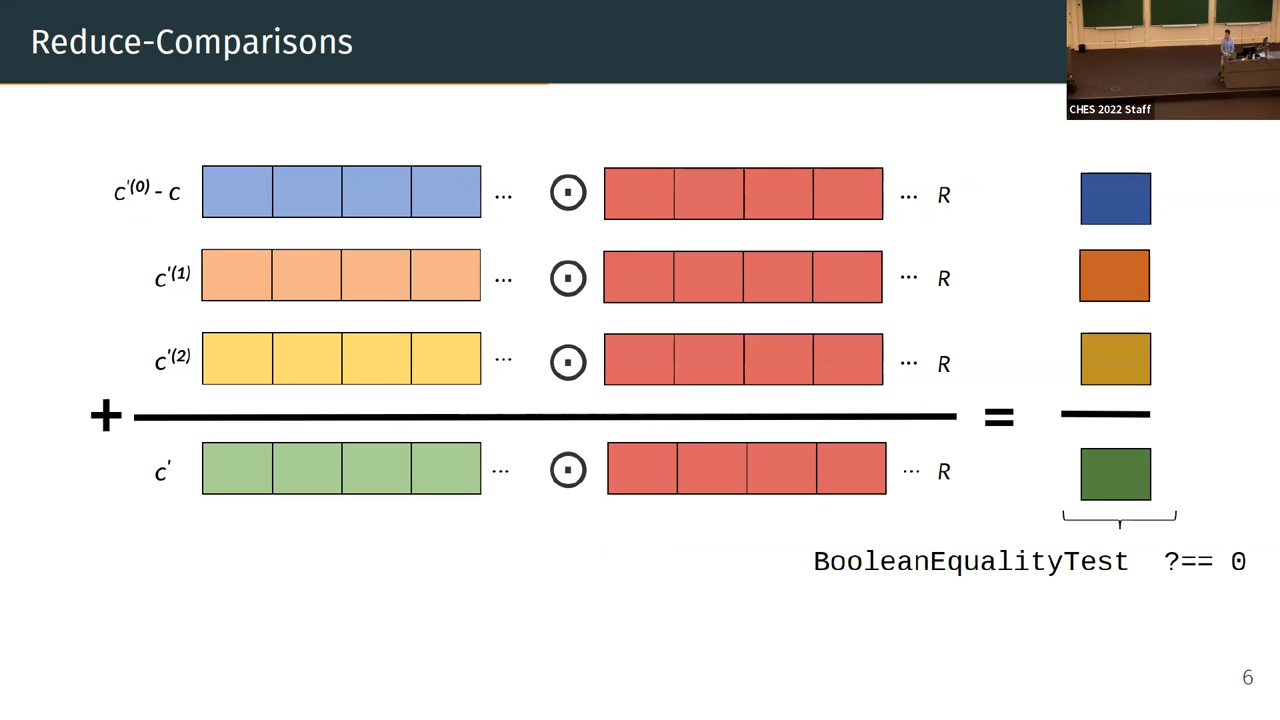 Reduce-Comparisons
CHES 2022 Staff
c'(0) - c ... ⊙ ... R
c'(1) ... ⊙ ... R
c'(2) ... ⊙ ... R
+ =
c' ... ⊙ ... R
BooleanEqualityTest ?== 0
6